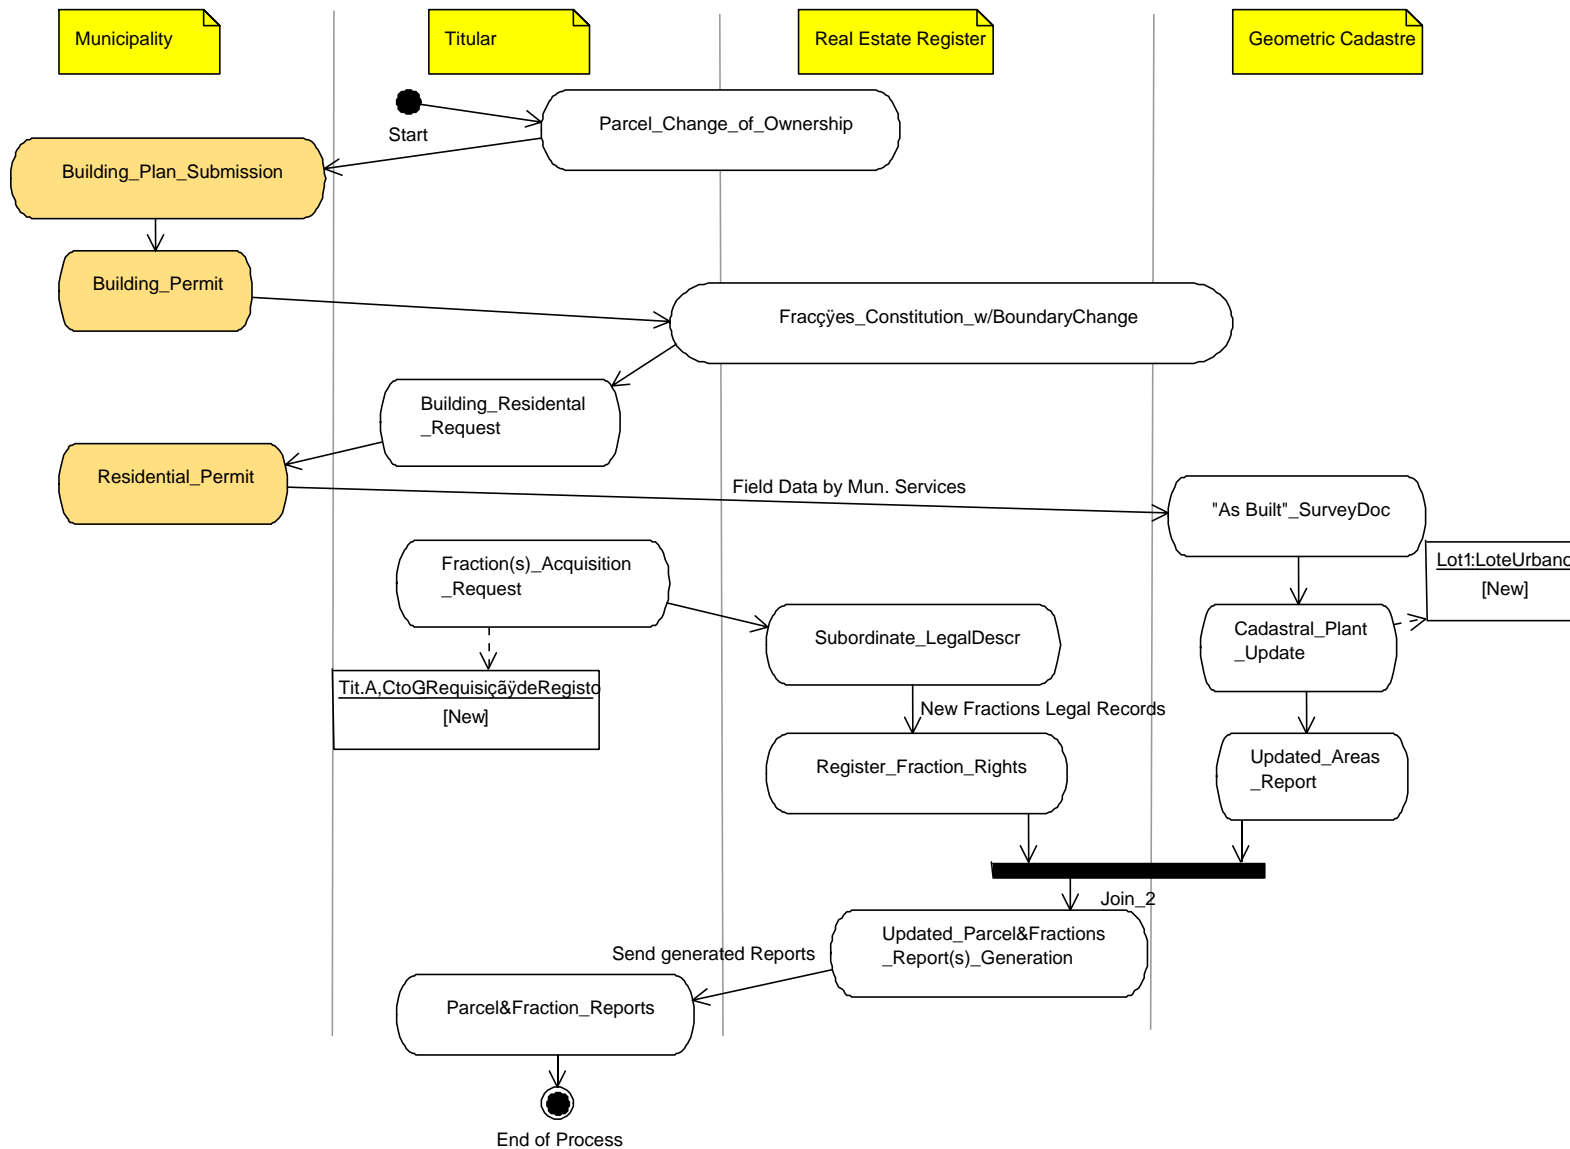 Municipality
Titular
Real Estate Register
Geometric Cadastre
Start
Parcel_Change_of_Ownership
Building_Plan_Submission
Building_Permit
Fracçÿes_Constitution_w/BoundaryChange
Building_Residental
_Request
Residential_Permit
Field Data by Mun. Services
"As Built"_SurveyDoc
Fraction(s)_Acquisition
_Request
Lot1:LoteUrbano
[New]
Subordinate_LegalDescr
Cadastral_Plant
_Update
Tit.A,CtoGRequisiçãÿdeRegisto
[New]
New Fractions Legal Records
Register_Fraction_Rights
Updated_Areas
_Report
Join_2
Updated_Parcel&Fractions
_Report(s)_Generation
Send generated Reports
Parcel&Fraction_Reports
End of Process